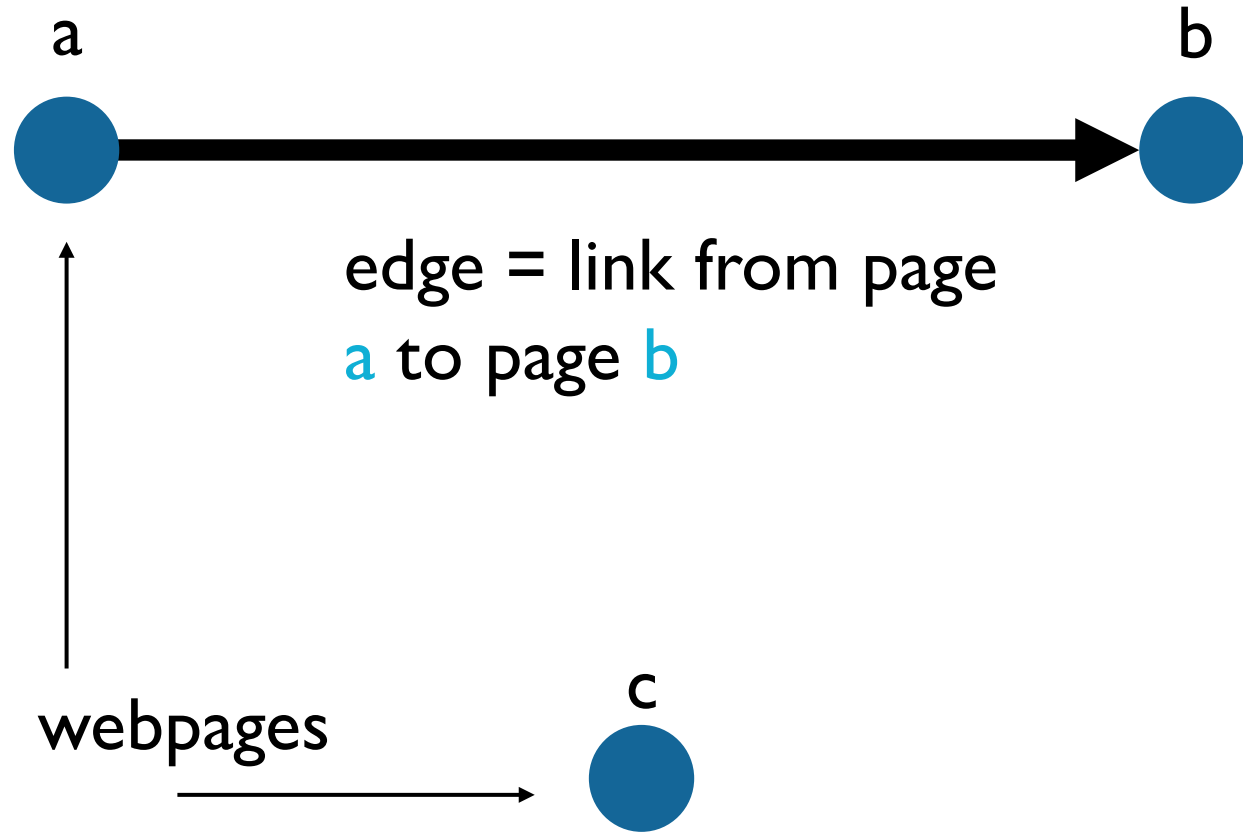 a
b
edge = link from page
a to page b
c
webpages